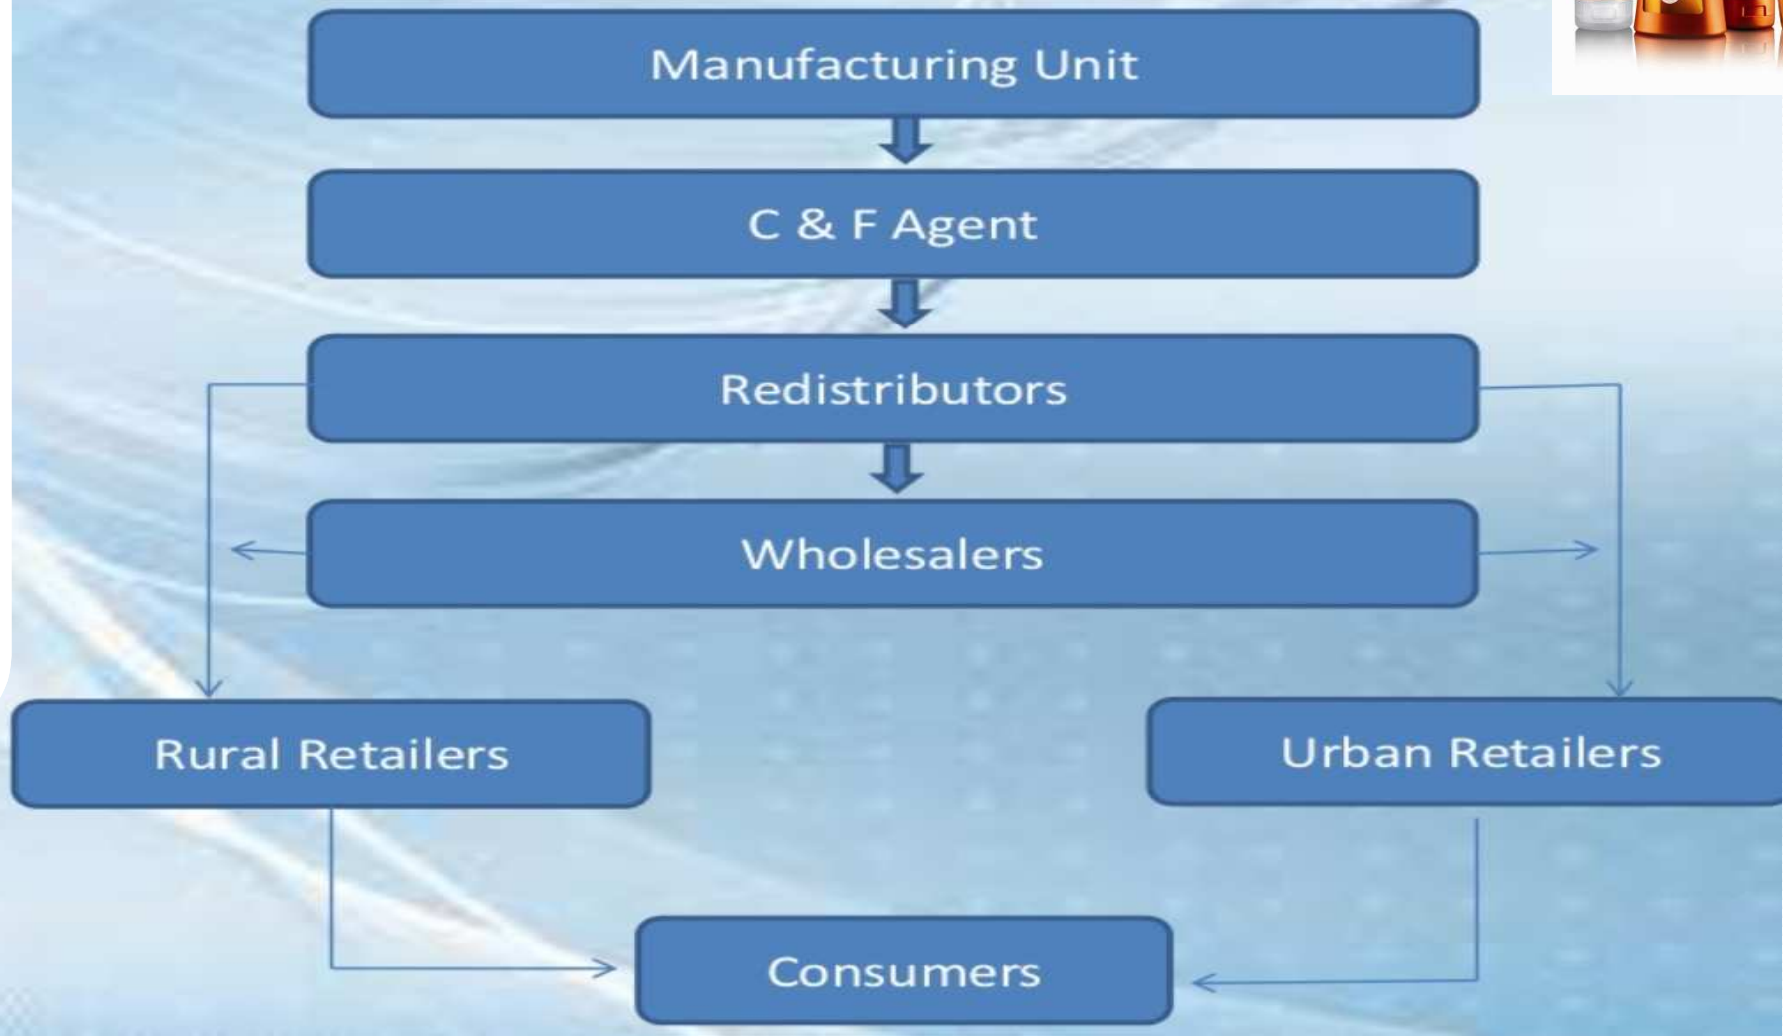 Manufacturing Unit
C & F Agent
Redistributors
Wholesalers
Rural Retailers
Urban Retailers
Consumers